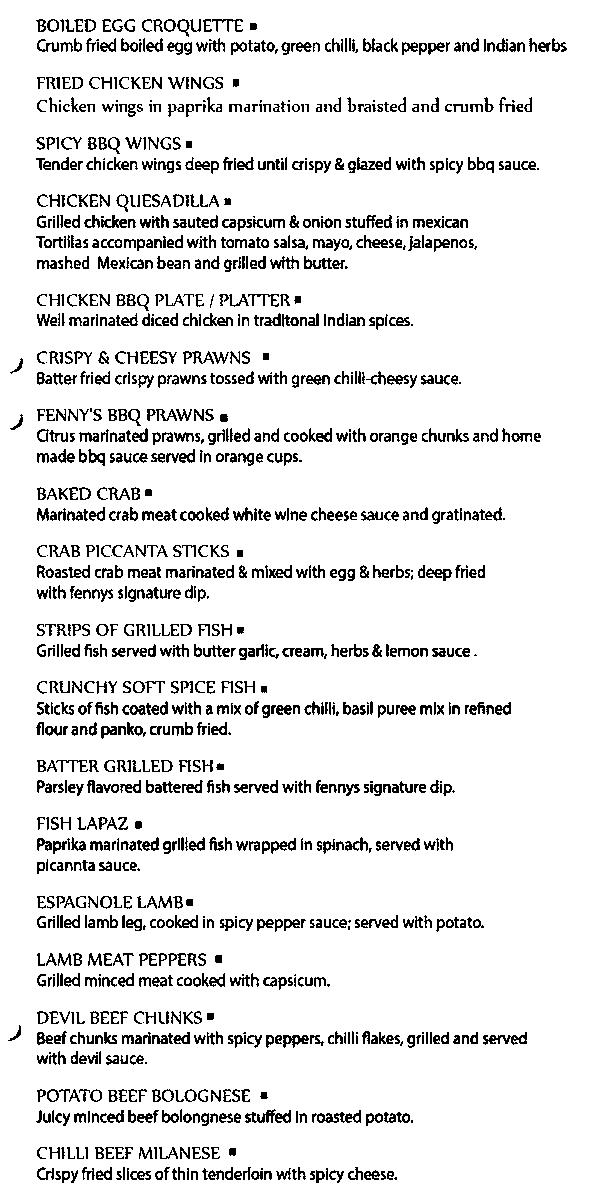 BOILED EGG CROQUETTE ▪
Crumb fried boiled egg with potato, green chilli, black pepper and Indian herbs
FRIED CHICKEN WINGS ▪
Chicken wings in paprika marination and braisted and crumb fried
SPICY BBQ WINGS ▪
Tender chicken wings deep fried until crispy & glazed with spicy bbq sauce.
CHICKEN QUESADILLA ▪
Grilled chicken with sauted capsicum & onion stuffed in mexican
Tortillas accompanied with tomato salsa, mayo, cheese, jalapenos,
mashed Mexican bean and grilled with butter.
CHICKEN BBQ PLATE / PLATTER ▪
Well marinated diced chicken in traditonal Indian spices.
CRISPY & CHEESY PRAWNS ▪
Batter fried crispy prawns tossed with green chilli-cheesy sauce.
FENNY'S BBQ PRAWNS ▪
Citrus marinated prawns, grilled and cooked with orange chunks and home
made bbq sauce served in orange cups.
BAKED CRAB ▪
Marinated crab meat cooked white wine cheese sauce and gratinated.
CRAB PICCANTA STICKS ▪
Roasted crab meat marinated & mixed with egg & herbs; deep fried
with fennys signature dip.
STRIPS OF GRILLED FISH ▪
Grilled fish served with butter garlic, cream, herbs & lemon sauce .
CRUNCHY SOFT SPICE FISH ▪
Sticks of fish coated with a mix of green chilli, basil puree mix in refined
flour and panko, crumb fried.
BATTER GRILLED FISH ▪
Parsley flavored battered fish served with fennys signature dip.
FISH LAPAZ ▪
Paprika marinated grilled fish wrapped in spinach, served with
picannta sauce.
ESPAGNOLE LAMB ▪
Grilled lamb leg, cooked in spicy pepper sauce; served with potato.
LAMB MEAT PEPPERS ▪
Grilled minced meat cooked with capsicum.
DEVIL BEEF CHUNKS ▪
Beef chunks marinated with spicy peppers, chilli flakes, grilled and served
with devil sauce.
POTATO BEEF BOLOGNESE ▪
Juicy minced beef bolongnese stuffed in roasted potato.
CHILLI BEEF MILANESE ▪
Crispy fried slices of thin tenderloin with spicy cheese.